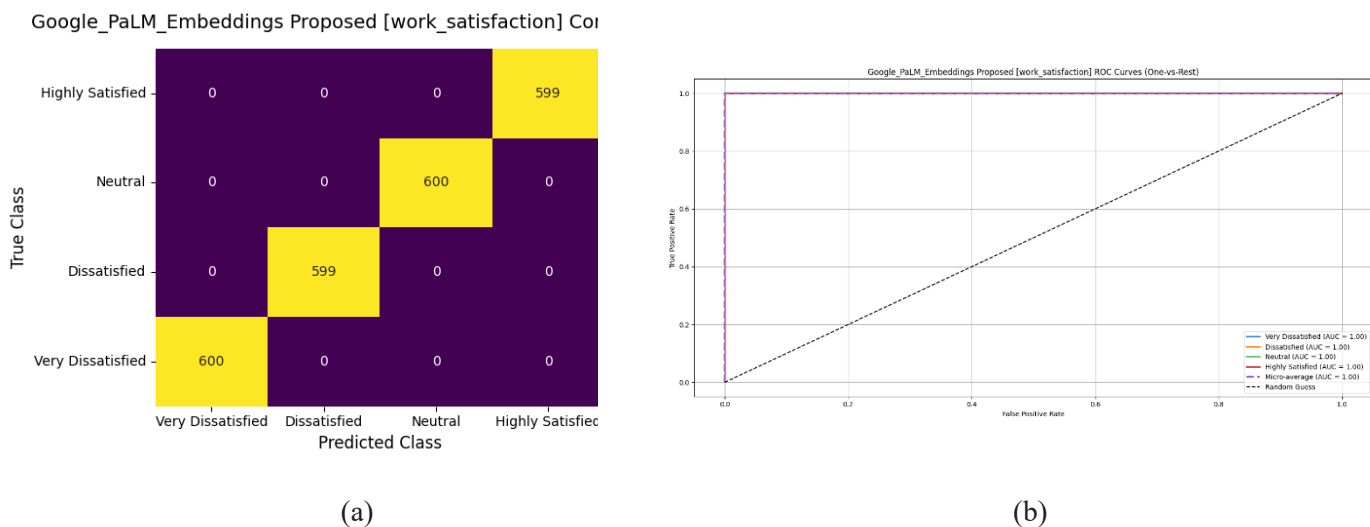 Google_PaLM_Embeddings Proposed [work_satisfaction] Cor
Highly Satisfied 0 0 0 599
Neutral 0 0 600 0
Dissatisfied 0 599 0 0
Very Dissatisfied 600 0 0 0
True Class
Very Dissatisfied Dissatisfied Neutral Highly Satisfied
Predicted Class
(a)
Google_PaLM_Embeddings Proposed [work_satisfaction] ROC Curves (One-vs-Rest)
1.0
0.8
0.6
0.4
0.2
0.0
True Positive Rate
0.0 0.2 0.4 0.6 0.8 1.0
False Positive Rate
Very Dissatisfied (AUC = 1.00)
Dissatisfied (AUC = 1.00)
Neutral (AUC = 1.00)
Highly Satisfied (AUC = 1.00)
Micro-average (AUC = 1.00)
Random Guess
(b)